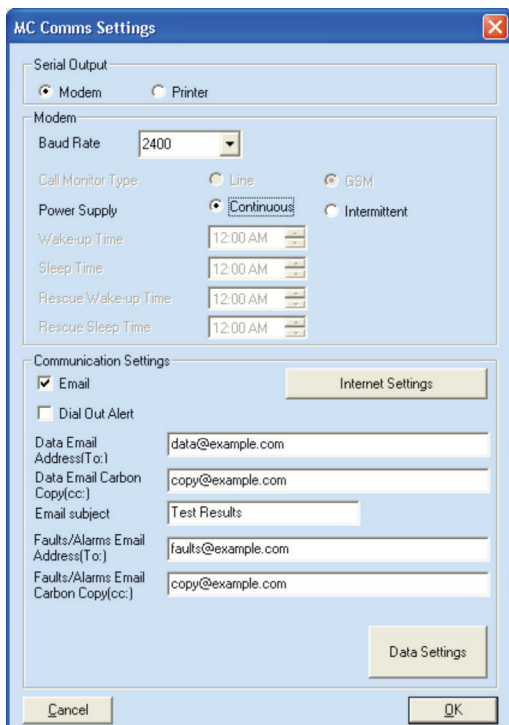 MC Comms Settings
Serial Output
Modem Printer
Modem
Baud Rate 2400
Call Monitor Type Line GSM
Power Supply Continuous Intermittent
Wake-up Time 12:00 AM
Sleep Time 12:00 AM
Rescue Wake-up Time 12:00 AM
Rescue Sleep Time 12:00 AM
Communication Settings
Email Internet Settings
Dial Out Alert
Data Email
Address(To:) data@example.com
Data Email Carbon
Copy(cc:) copy@example.com
Email subject Test Results
Faults/Alarms Email
Address(To:) faults@example.com
Faults/Alarms Email
Carbon Copy(cc:) copy@example.com
Data Settings
Cancel OK